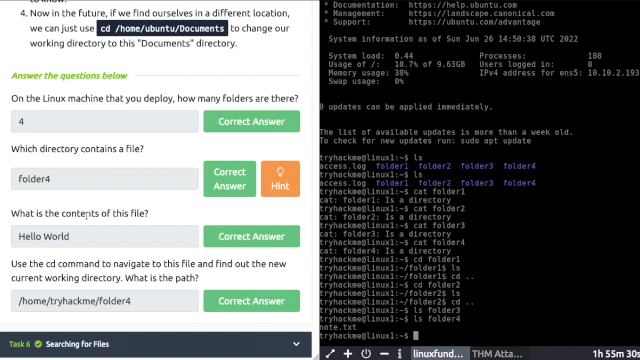 to know!
4. Now in the future, if we find ourselves in a different location,
we can just use cd /home/ubuntu/Documents to change our
working directory to this "Documents" directory.
Answer the questions below
On the Linux machine that you deploy, how many folders are there?
4
Correct Answer
Which directory contains a file?
folder4
Correct
Answer
Hint
What is the contents of this file?
Hello World
Correct Answer
Use the cd command to navigate to this file and find out the new
current working directory. What is the path?
/home/tryhackme/folder4
Correct Answer
Task 6 Searching for Files
* Documentation: https://help.ubuntu.com
* Management: https://landscape.canonical.com
* Support: https://ubuntu.com/advantage
System information as of Sun Jun 26 14:50:38 UTC 2022
System load: 0.44 Processes: 108
Usage of /: 18.7% of 9.63GB Users logged in: 0
Memory usage: 38% IPv4 address for ens5: 10.10.2.193
Swap usage: 0%
0 updates can be applied immediately.
The list of available updates is more than a week old.
To check for new updates run: sudo apt update
tryhackme@linux1:~$ ls
access.log folder1 folder2 folder3 folder4
tryhackme@linux1:~$ ls
access.log folder1 folder2 folder3 folder4
tryhackme@linux1:~$ cat folder1
cat: folder1: Is a directory
tryhackme@linux1:~$ cat folder2
cat: folder2: Is a directory
tryhackme@linux1:~$ cat folder3
cat: folder3: Is a directory
tryhackme@linux1:~$ cat folder4
cat: folder4: Is a directory
tryhackme@linux1:~$ cd folder1
tryhackme@linux1:~/folder1$ ls
tryhackme@linux1:~/folder1$ cd ..
tryhackme@linux1:~$ cd folder2
tryhackme@linux1:~/folder2$ ls
tryhackme@linux1:~/folder2$ cd ..
tryhackme@linux1:~$ ls folder3
tryhackme@linux1:~$ ls folder4
note.txt
tryhackme@linux1:~$
linuxfund...
THM Atta...
1h 55m 30s